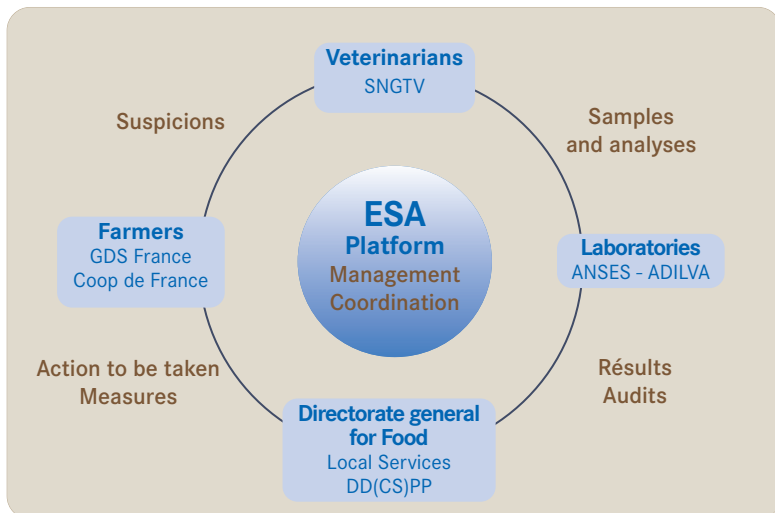 Veterinarians
SNGTV
Suspicions
Samples
and analyses
ESA
Platform
Management
Coordination
Farmers
GDS France
Coop de France
Laboratories
ANSES - ADILVA
Action to be taken
Measures
Résults
Audits
Directorate general
for Food
Local Services
DD(CS)PP